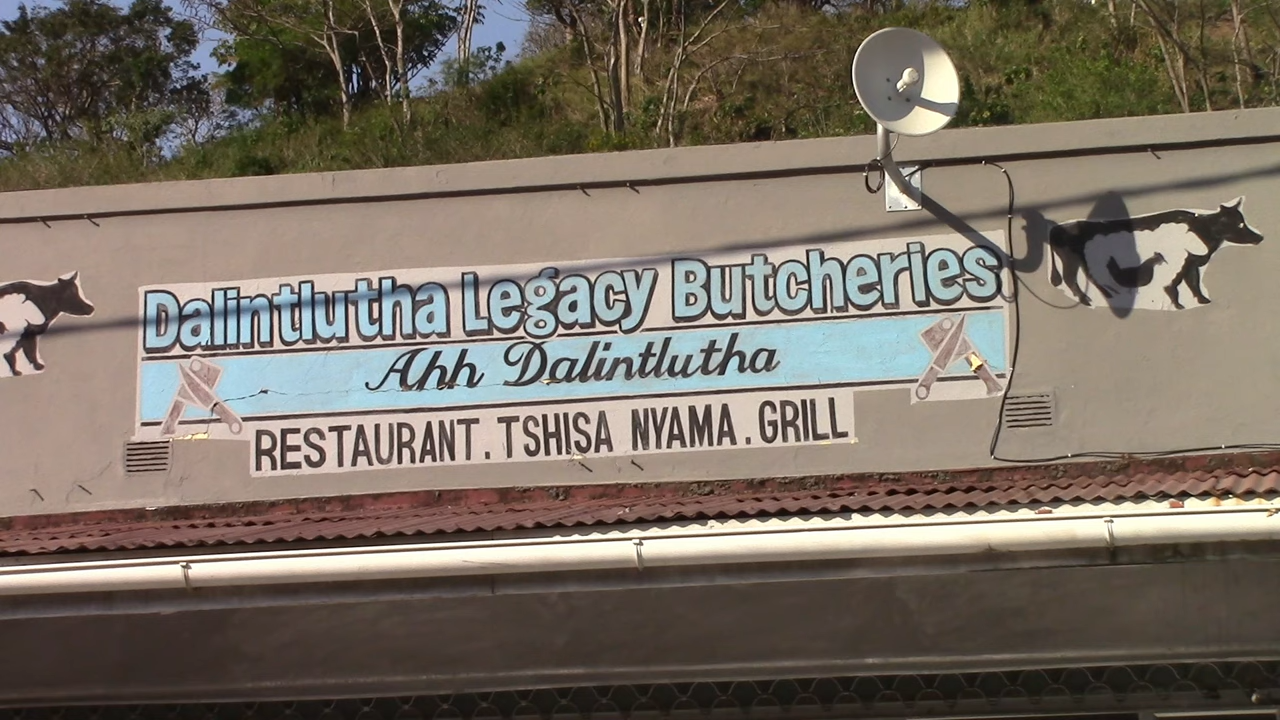 Dalintlutha Legacy Butcheries
Ahh Dalintlutha
RESTAURANT. TSHISA NYAMA. GRILL